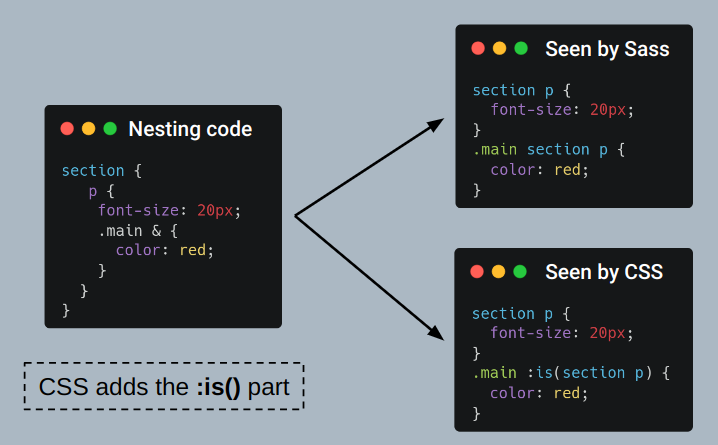 Nesting code
section {
p {
font-size: 20px;
.main & {
color: red;
}
}
}
CSS adds the :is() part
Seen by Sass
section p {
font-size: 20px;
}
.main section p {
color: red;
}
Seen by CSS
section p {
font-size: 20px;
}
.main :is(section p) {
color: red;
}